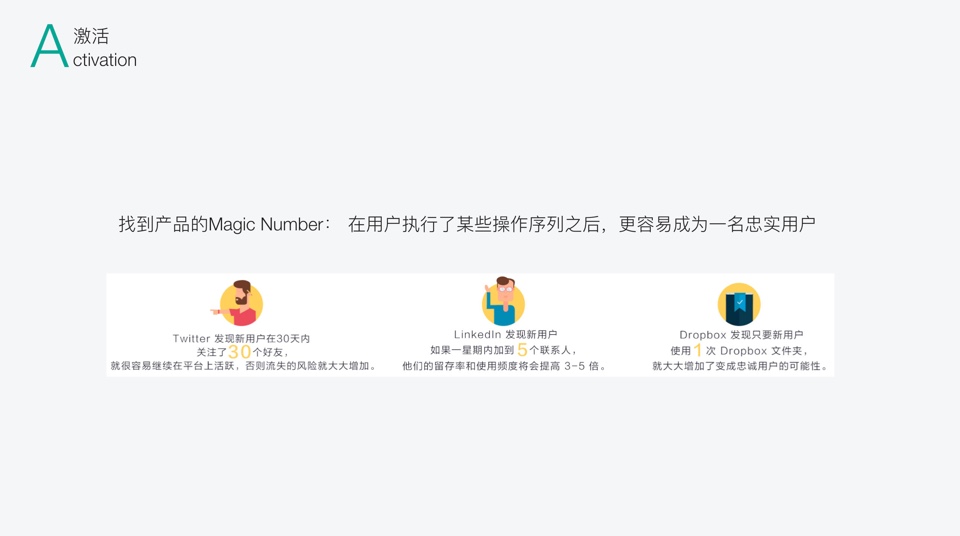 激活
Activation
找到产品的Magic Number： 在用户执行了某些操作序列之后，更容易成为一名忠实用户
Twitter 发现新用户在30天内
关注了30个好友，
就很容易继续在平台上活跃，否则流失的风险就大大增加。
LinkedIn 发现新用户
如果一星期内加到 5个联系人，
他们的留存率和使用频度将会提高 3-5 倍。
Dropbox 发现只要新用户
使用1次 Dropbox 文件夹，
就大大增加了变成忠诚用户的可能性。